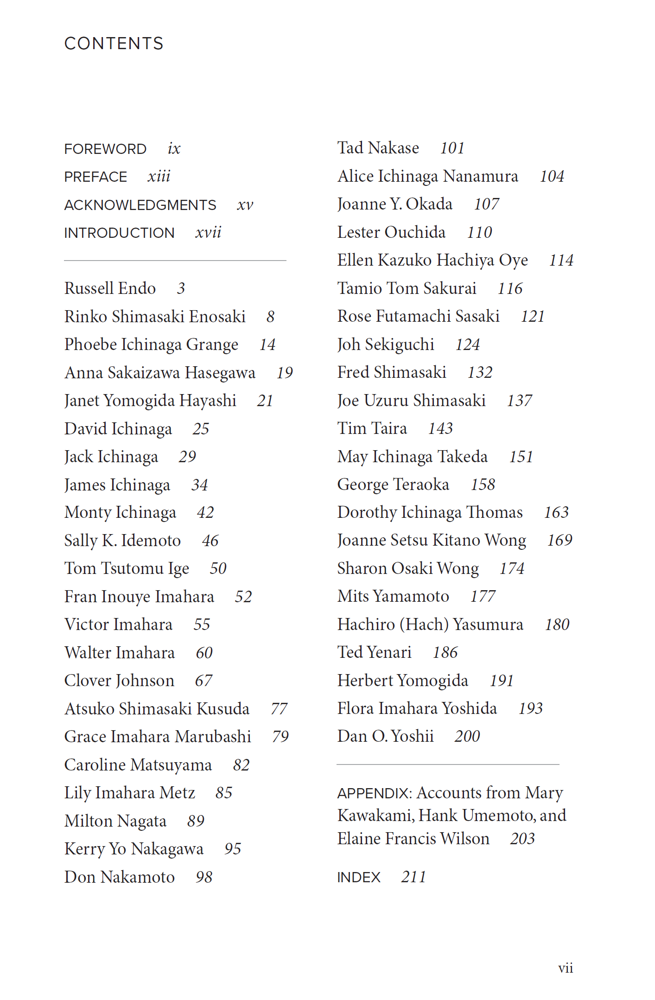 CONTENTS
FOREWORD ix
PREFACE xiii
ACKNOWLEDGMENTS xv
INTRODUCTION xvii
Russell Endo 3
Rinko Shimasaki Enosaki 8
Phoebe Ichinaga Grange 14
Anna Sakaizawa Hasegawa 19
Janet Yomogida Hayashi 21
David Ichinaga 25
Jack Ichinaga 29
James Ichinaga 34
Monty Ichinaga 42
Sally K. Idemoto 46
Tom Tsutomu Ige 50
Fran Inouye Imahara 52
Victor Imahara 55
Walter Imahara 60
Clover Johnson 67
Atsuko Shimasaki Kusuda 77
Grace Imahara Marubashi 79
Caroline Matsuyama 82
Lily Imahara Metz 85
Milton Nagata 89
Kerry Yo Nakagawa 95
Don Nakamoto 98
Tad Nakase 101
Alice Ichinaga Nanamura 104
Joanne Y. Okada 107
Lester Ouchida 110
Ellen Kazuko Hachiya Oye 114
Tamio Tom Sakurai 116
Rose Futamachi Sasaki 121
Joh Sekiguchi 124
Fred Shimasaki 132
Joe Uzuru Shimasaki 137
Tim Taira 143
May Ichinaga Takeda 151
George Teraoka 158
Dorothy Ichinaga Thomas 163
Joanne Setsu Kitano Wong 169
Sharon Osaki Wong 174
Mits Yamamoto 177
Hachiro (Hach) Yasumura 180
Ted Yenari 186
Herbert Yomogida 191
Flora Imahara Yoshida 193
Dan O. Yoshii 200
APPENDIX: Accounts from Mary
Kawakami, Hank Umemoto, and
Elaine Francis Wilson 203
INDEX 211
vii